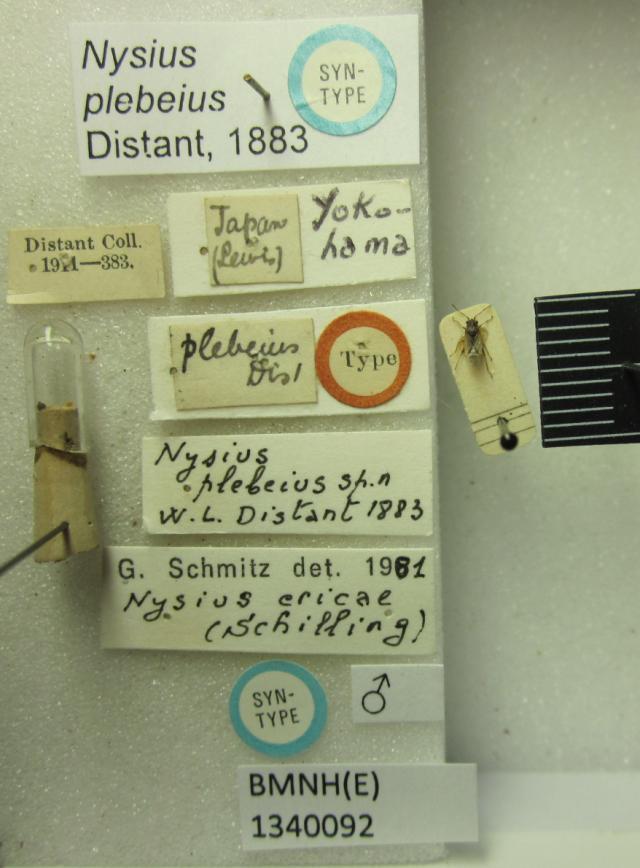 Nysius
plebeius
Distant, 1883
SYN-
TYPE
Distant Coll.
1911—383.
Japan
(Lewis)
Yoko-
hama
plebeius
Dist
Type
Nysius
plebeius sp.n
W.L. Distant 1883
G. Schmitz det. 1961
Nysius ericae
(Schilling)
SYN-
TYPE
♂
BMNH(E)
1340092